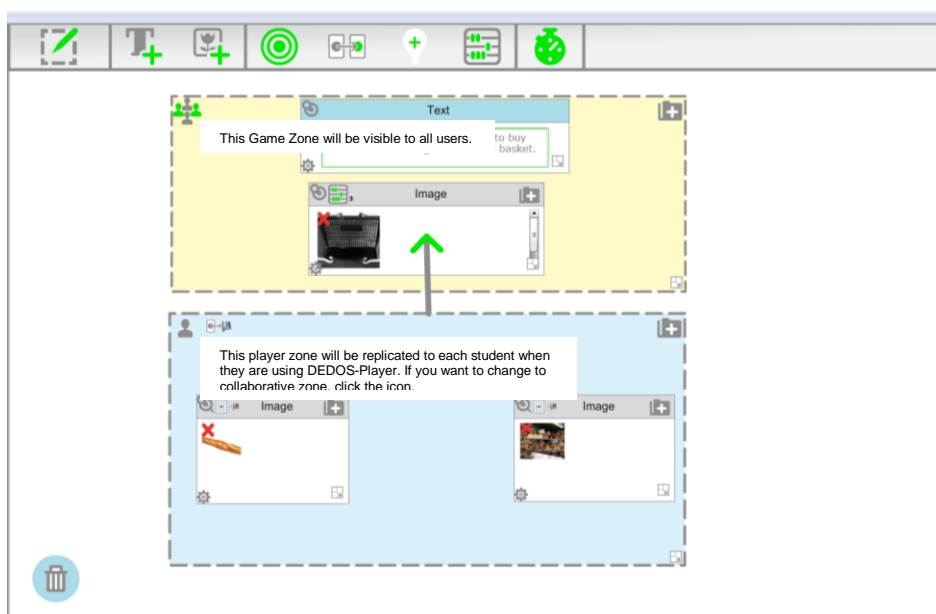 Text
This Game Zone will be visible to all users.
to buy
basket.
3
Image
This player zone will be replicated to each student when
they are using DEDOS-Player. If you want to change to
collaborative zone, click the icon.
Image
Image